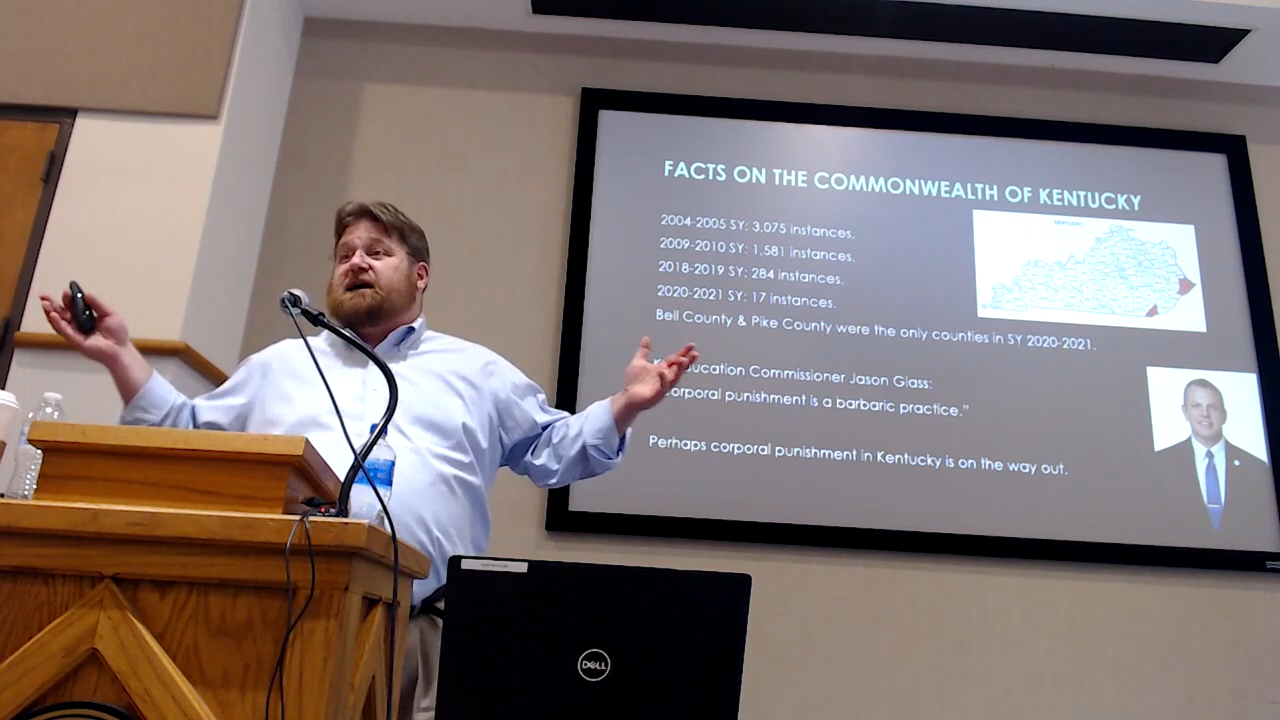 FACTS ON THE COMMONWEALTH OF KENTUCKY
2004-2005 SY: 3,075 instances.
2009-2010 SY: 1,581 instances.
2018-2019 SY: 284 instances.
2020-2021 SY: 17 instances.
Bell County & Pike County were the only counties in SY 2020-2021.
ucation Commissioner Jason Glass:
orporal punishment is a barbaric practice."
Perhaps corporal punishment in Kentucky is on the way out.
KENTUCKY
DELL